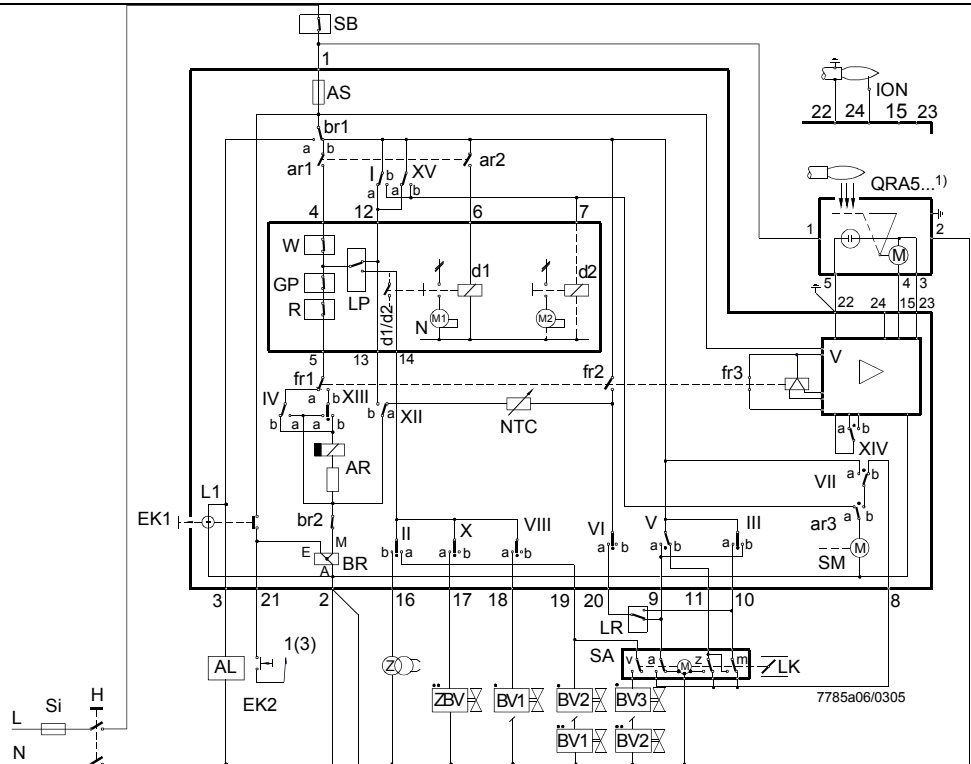 SB
1
AS
ION
22 24 15 23
br1
a b
ar1
ar2
I
b
XV
a
a b
QRA5...1)
1
2
M
5 4 3
4
12
6
7
22 24 15 23
W
GP
R
LP
d1/d2
d1
d2
M1
N
M2
V
5
13
14
fr1
fr2
fr3
IV
a
b
XIII
b a a b
b
a
XII
NTC
a
b
XIV
AR
VII
a
b
L1
EK1
br2
M
E
BR
A
II
b
a
X
a b
VIII
a b
VI
a
b
V
a
b
III
a
b
ar3
a b
M
SM
3
21
2
16
17
18
19
20
9
11
10
8
LR
AL
1(3)
EK2
Z
SA
v a M z m
LK
7785a06/0305
ZBV
BV1
BV2
BV3
BV1
BV2
H
Si
L
N